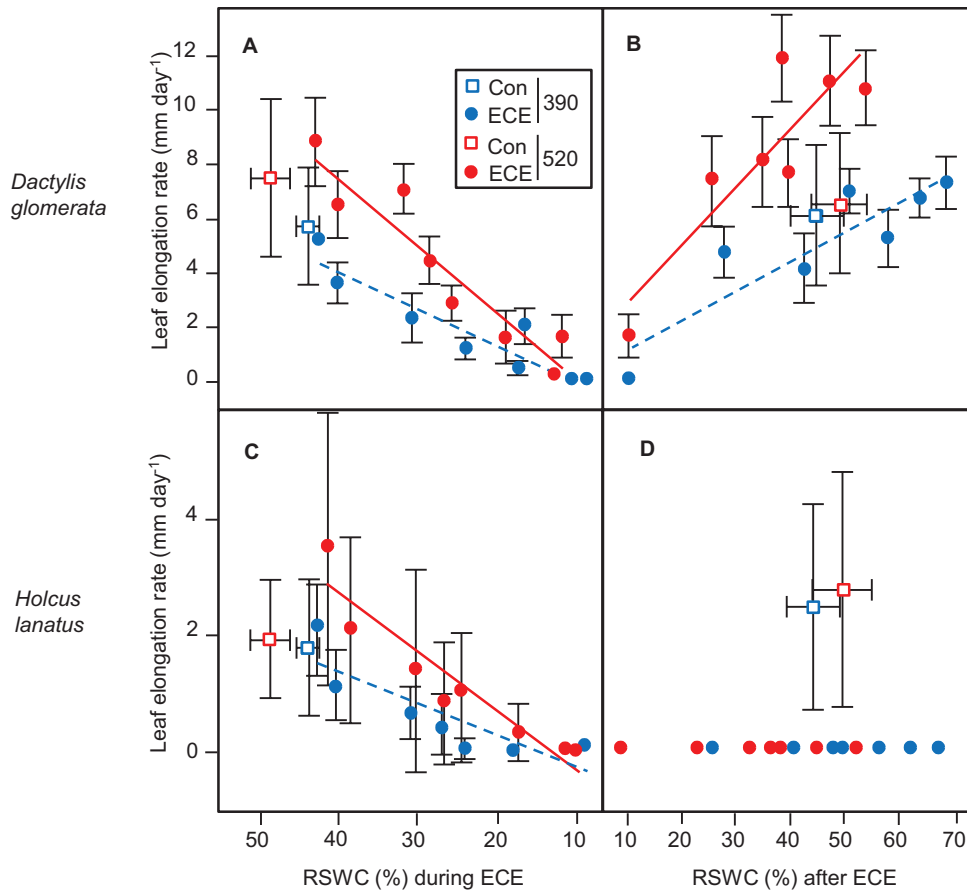 A
B
12
10
8
6
4
2
0
Leaf elongation rate (mm day-1)
Dactylis
glomerata
Con
ECE
390
Con
ECE
520
C
D
4
2
0
Leaf elongation rate (mm day-1)
Holcus
lanatus
50 40 30 20 10
10 20 30 40 50 60 70
RSWC (%) during ECE
RSWC (%) after ECE